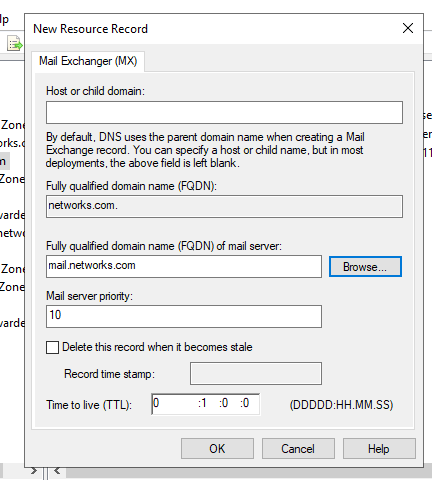 lp
New Resource Record
Mail Exchanger (MX)
Host or child domain:
By default, DNS uses the parent domain name when creating a Mail
Exchange record. You can specify a host or child name, but in most
deployments, the above field is left blank.
Fully qualified domain name (FQDN):
networks.com.
Fully qualified domain name (FQDN) of mail server:
mail.networks.com
Browse...
Mail server priority:
10
Delete this record when it becomes stale
Record time stamp:
Time to live (TTL):
0 :1 :0 :0
(DDDDD:HH.MM.SS)
OK
Cancel
Help
Zone
orks.c
m
Zone
warde
netwo
Zone
Zone
warde
se
er
11